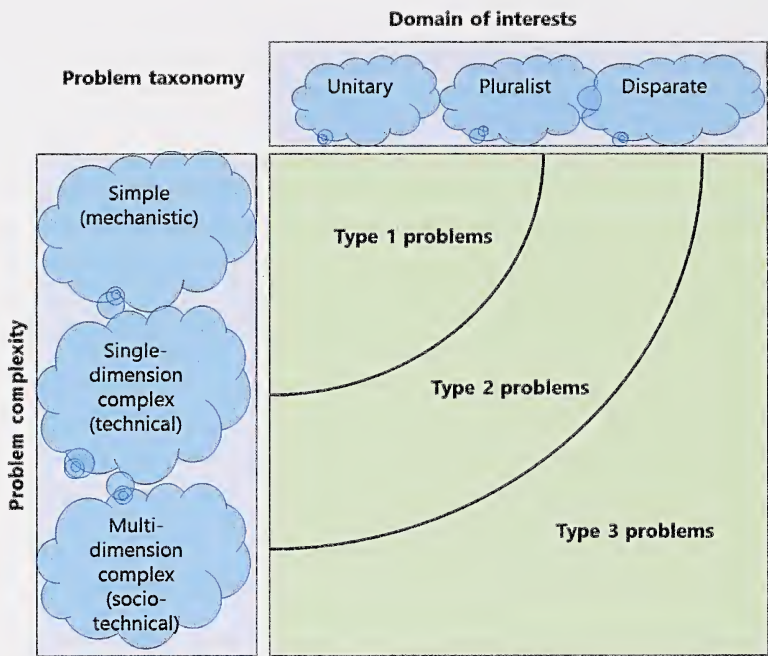 Domain of interests
Problem taxonomy
Unitary
Pluralist
Disparate
Problem complexity
Simple
(mechanistic)
Single-
dimension
complex
(technical)
Multi-
dimension
complex
(socio-
technical)
Type 1 problems
Type 2 problems
Type 3 problems